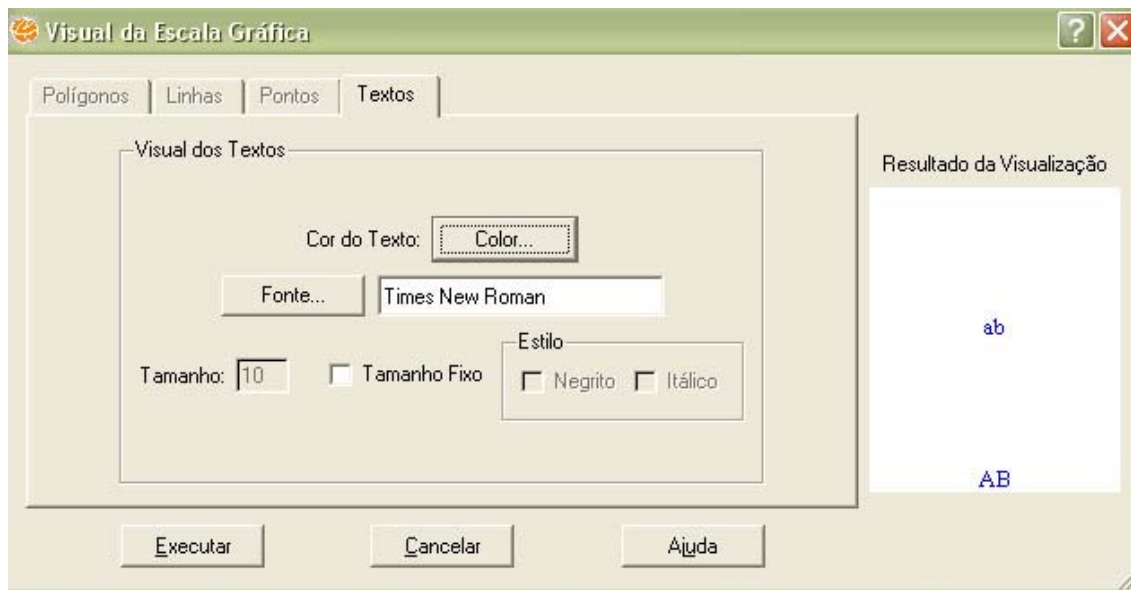 Visual da Escala Gráfica
Polígonos Linhas Pontos Textos
Visual dos Textos
Resultado da Visualização
Cor do Texto: Color...
Fonte... Times New Roman
ab
Estilo
Tamanho: 10 Tamanho Fixo Negrito Itálico
AB
Executar Cancelar Ajuda